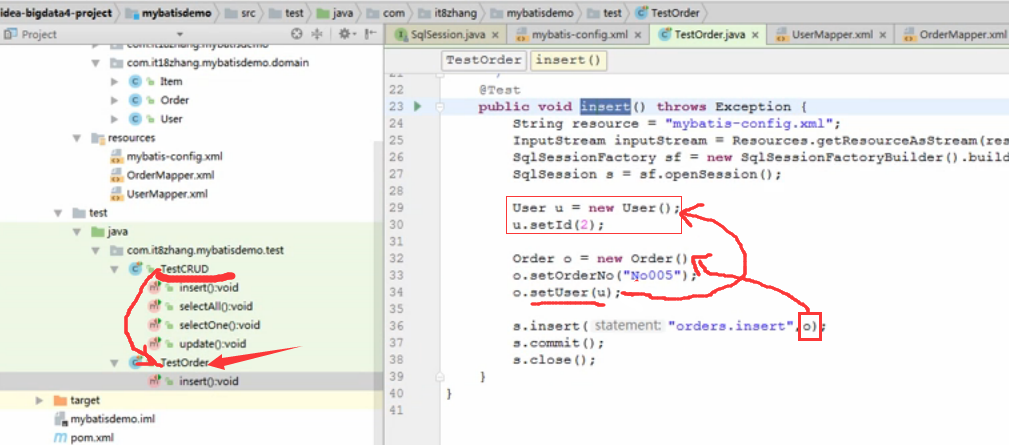 idea-bigdata4-project mybatisdemo src test java com it8zhang mybatisdemo test TestOrder
Project
SqlSession.java mybatis-config.xml TestOrder.java UserMapper.xml OrderMapper.xml
TestOrder insert()
com.it18zhang.mybatisdemo
com.it18zhang.mybatisdemo.domain
Item
Order
User
resources
mybatis-config.xml
OrderMapper.xml
UserMapper.xml
test
java
com.it8zhang.mybatisdemo.test
TestCRUD
insert():void
selectAll():void
selectOne():void
update():void
TestOrder
insert():void
target
mybatisdemo.iml
pom.xml
21 */
22 @Test
23 public void insert() throws Exception {
24 String resource = "mybatis-config.xml";
25 InputStream inputStream = Resources.getResourceAsStream(res
26 SqlSessionFactory sf = new SqlSessionFactoryBuilder().build
27 SqlSession s = sf.openSession();
28
29 User u = new User();
30 u.setId(2);
31
32 Order o = new Order()
33 o.setOrderNo("No005");
34 o.setUser(u);
35
36 s.insert( statement: "orders.insert",o);
37 s.commit();
38 s.close();
39 }
40 }
41